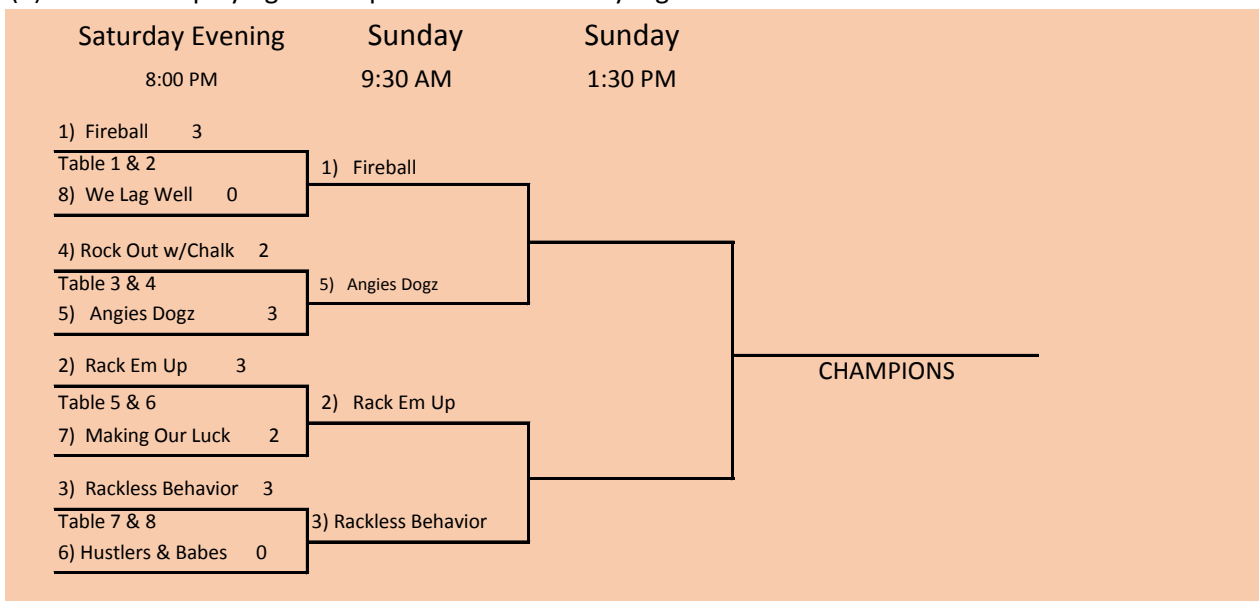 Saturday Evening Sunday Sunday
8:00 PM 9:30 AM 1:30 PM
1) Fireball 3
Table 1 & 2
1) Fireball
8) We Lag Well 0
4) Rock Out w/Chalk 2
Table 3 & 4
5) Angies Dogz
5) Angies Dogz 3
2) Rack Em Up 3
CHAMPIONS
Table 5 & 6
2) Rack Em Up
7) Making Our Luck 2
3) Rackless Behavior 3
Table 7 & 8
3) Rackless Behavior
6) Hustlers & Babes 0